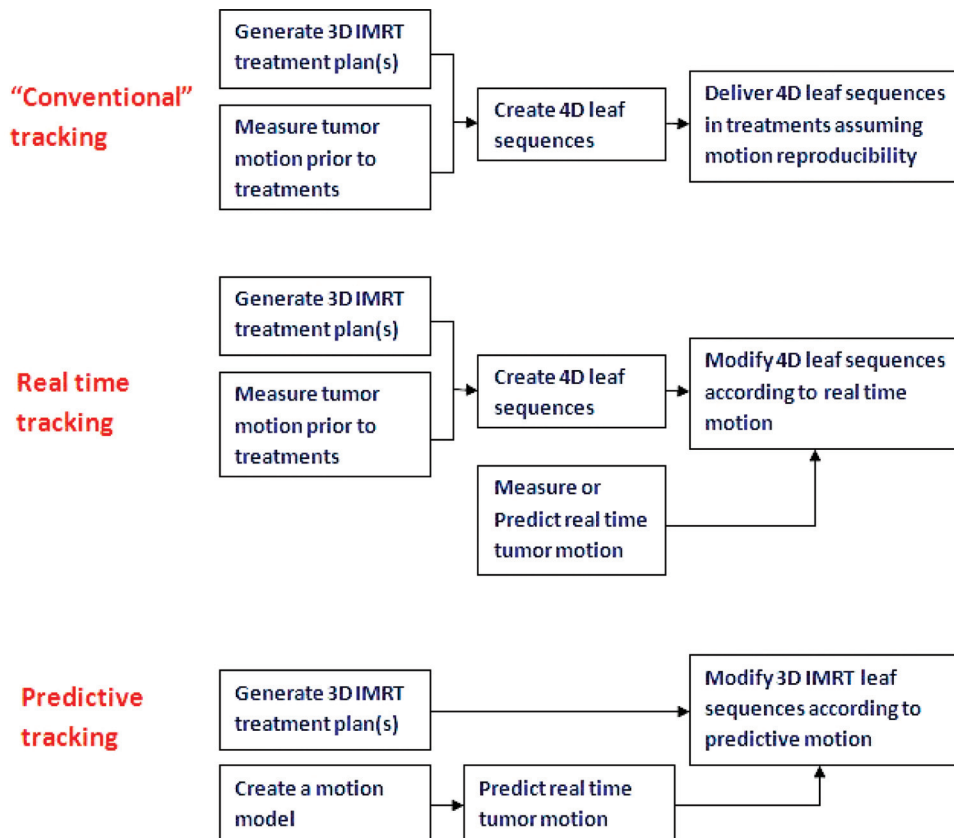 “Conventional”
tracking
Generate 3D IMRT
treatment plan(s)
Measure tumor
motion prior to
treatments
Create 4D leaf
sequences
Deliver 4D leaf sequences
in treatments assuming
motion reproducibility
Real time
tracking
Generate 3D IMRT
treatment plan(s)
Measure tumor
motion prior to
treatments
Create 4D leaf
sequences
Modify 4D leaf sequences
according to real time
motion
Measure or
Predict real time
tumor motion
Predictive
tracking
Generate 3D IMRT
treatment plan(s)
Modify 3D IMRT leaf
sequences according to
predictive motion
Create a motion
model
Predict real time
tumor motion